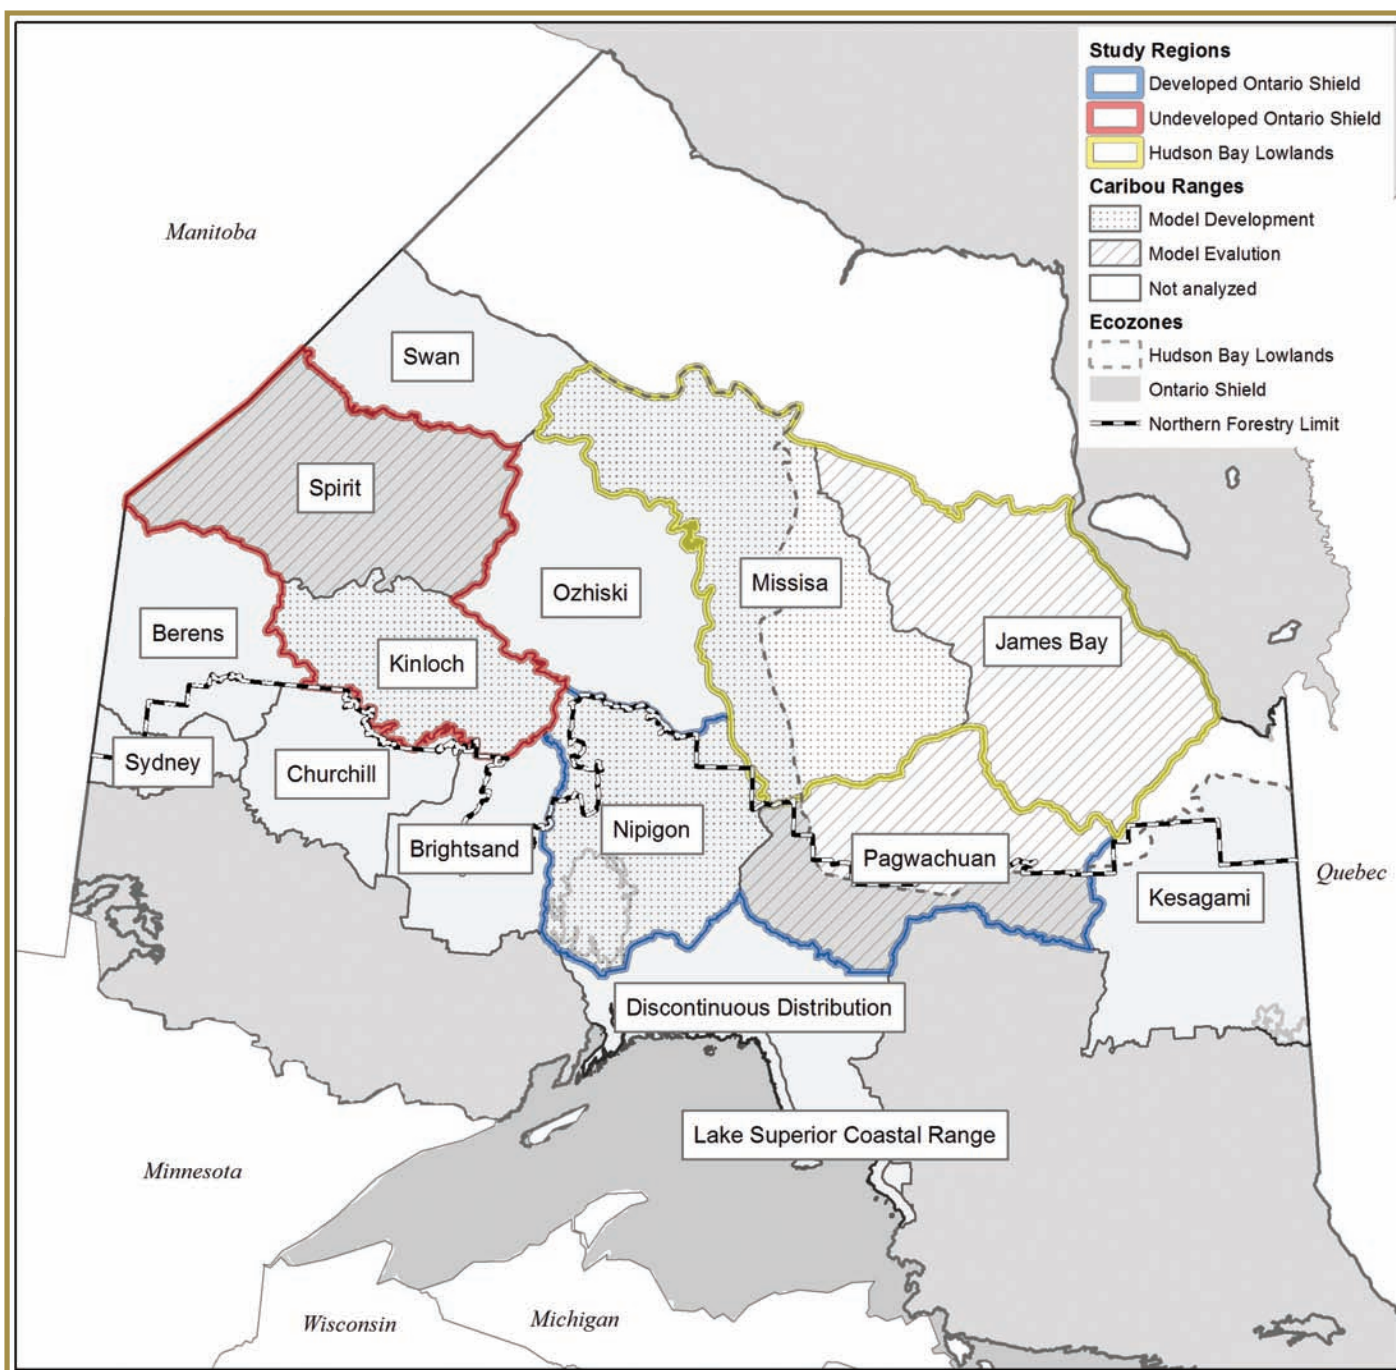 Study Regions
Developed Ontario Shield
Undeveloped Ontario Shield
Hudson Bay Lowlands
Caribou Ranges
Model Development
Model Evalution
Not analyzed
Ecozones
Hudson Bay Lowlands
Ontario Shield
Northern Forestry Limit
Manitoba
Swan
Spirit
Ozhiski
Missisa
Berens
James Bay
Kinloch
Sydney
Churchill
Nipigon
Brightsand
Pagwachuan
Quebec
Kesagami
Discontinuous Distribution
Lake Superior Coastal Range
Minnesota
Wisconsin
Michigan